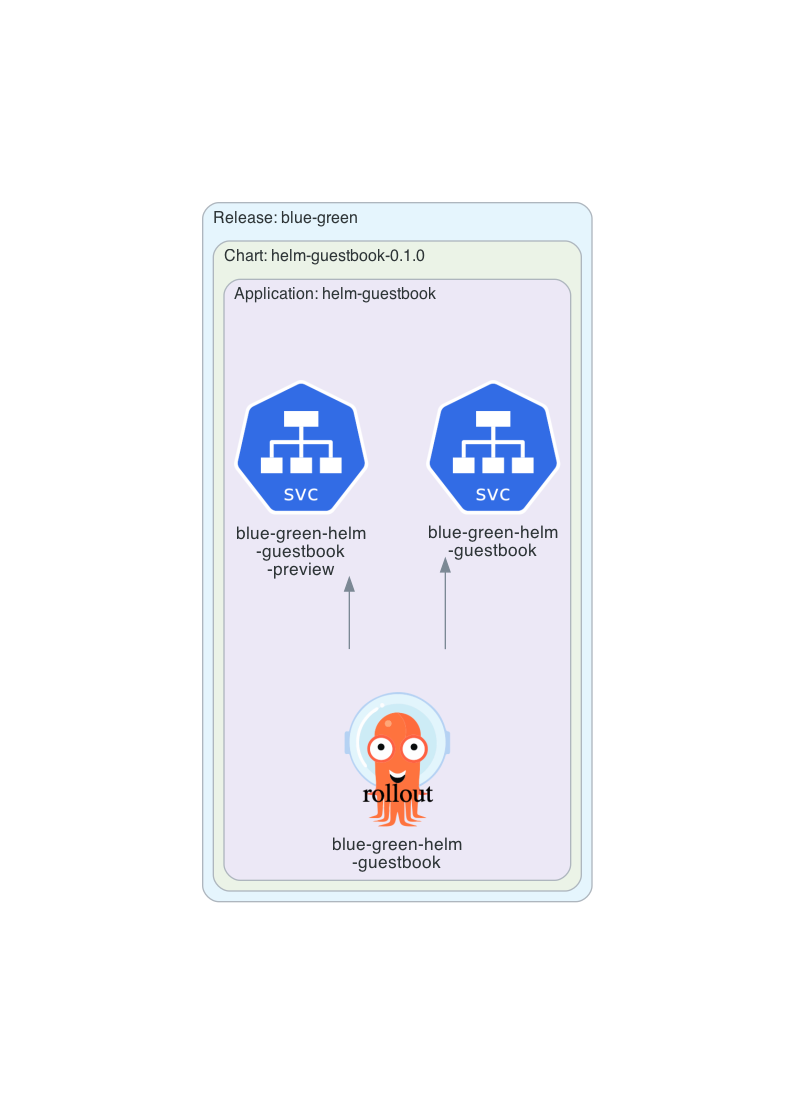 Release: blue-green
Chart: helm-guestbook-0.1.0
Application: helm-guestbook
svc
blue-green-helm
-guestbook
-preview
svc
blue-green-helm
-guestbook
rollout
blue-green-helm
-guestbook